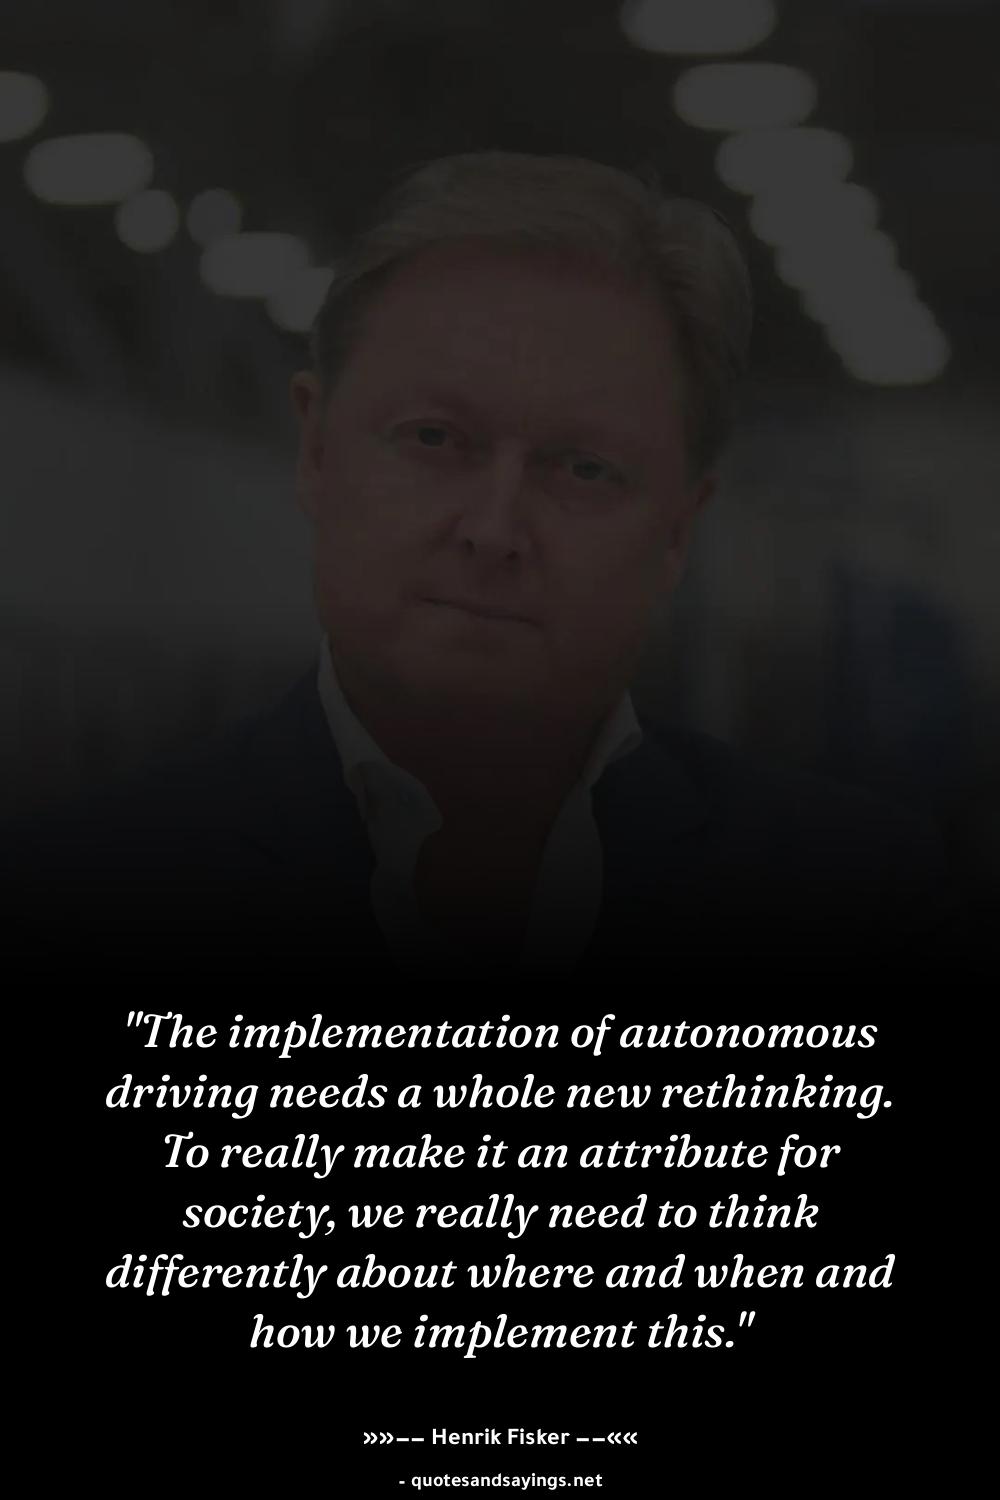 "The implementation of autonomous
driving needs a whole new rethinking.
To really make it an attribute for
society, we really need to think
differently about where and when and
how we implement this."
»»–– Henrik Fisker ––««
- quotesandsayings.net